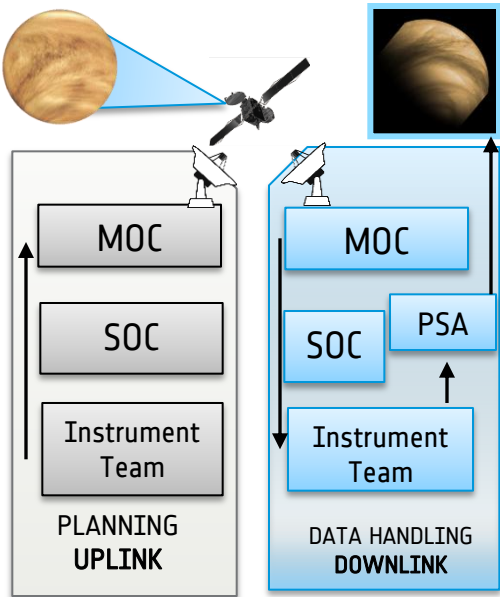 MOC
SOC
Instrument
Team
PLANNING
UPLINK
MOC
SOC
PSA
Instrument
Team
DATA HANDLING
DOWNLINK